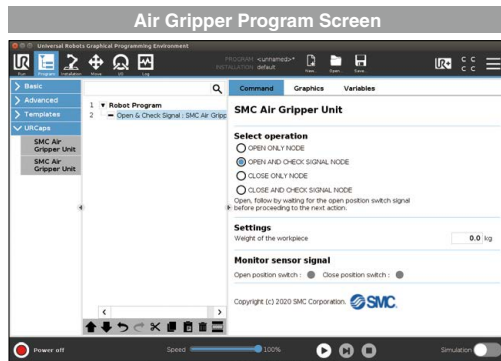 Air Gripper Program Screen
Universal Robots Graphical Programming Environment
PROGRAM <unnamed>*
INSTALLATION default
Run Program Installation Move I/O Log
New... Open... Save...
UR+
C C
C C
Basic
Advanced
Templates
URCaps
SMC Air
Gripper Unit
SMC Air
Gripper Unit
1 Robot Program
2 Open & Check Signal : SMC Air Gripp
Command Graphics Variables
SMC Air Gripper Unit
Select operation
OPEN ONLY NODE
OPEN AND CHECK SIGNAL NODE
CLOSE ONLY NODE
CLOSE AND CHECK SIGNAL NODE
Open, follow by waiting for the open position switch signal
before proceeding to the next action.
Settings
Weight of the workpiece 0.0 kg
Monitor sensor signal
Open position switch : Close position switch :
Copyright (c) 2020 SMC Corporation. SMC.
Power off
Speed 100%
Simulation